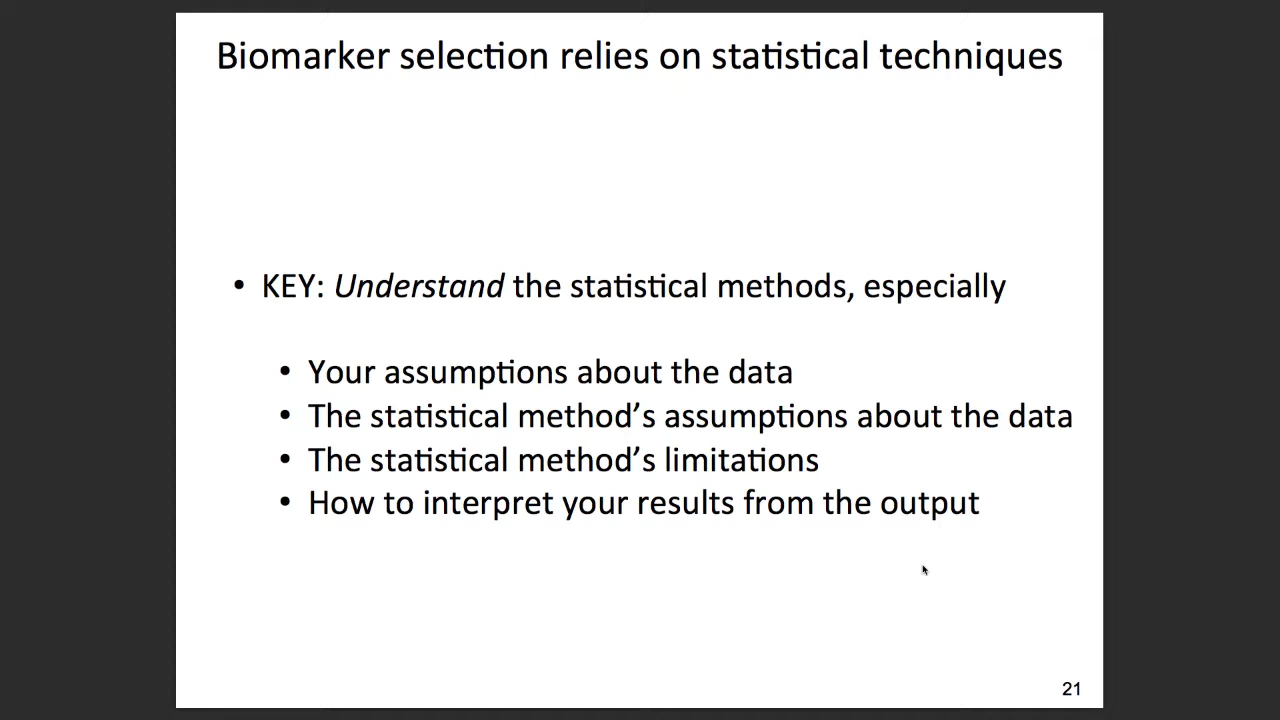 Biomarker selection relies on statistical techniques
• KEY: Understand the statistical methods, especially
• Your assumptions about the data
• The statistical method’s assumptions about the data
• The statistical method’s limitations
• How to interpret your results from the output
21